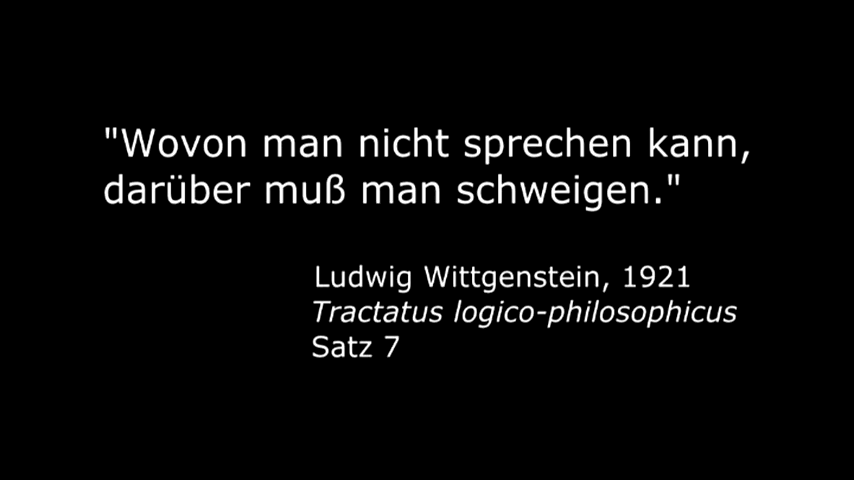 "Wovon man nicht sprechen kann,
darüber muß man schweigen."
Ludwig Wittgenstein, 1921
Tractatus logico-philosophicus
Satz 7